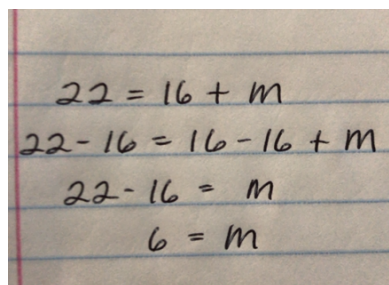 22 = 16 + m
22 - 16 = 16 - 16 + m
22 - 16 = m
6 = m